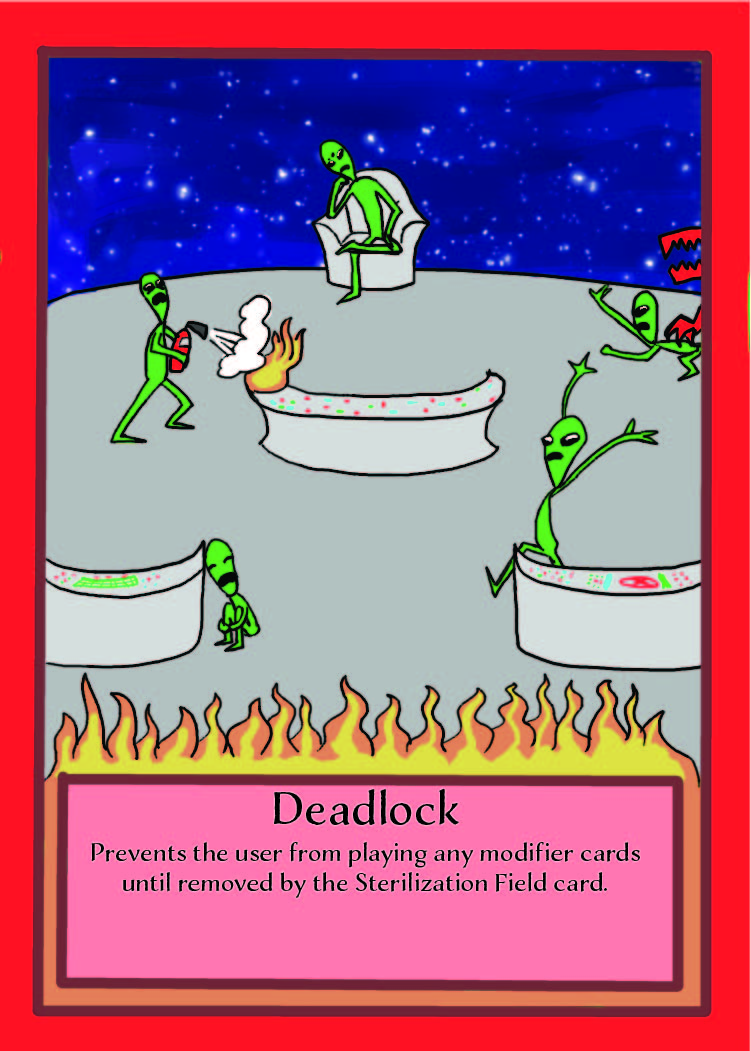 Deadlock
Prevents the user from playing any modifier cards
until removed by the Sterilization Field card.